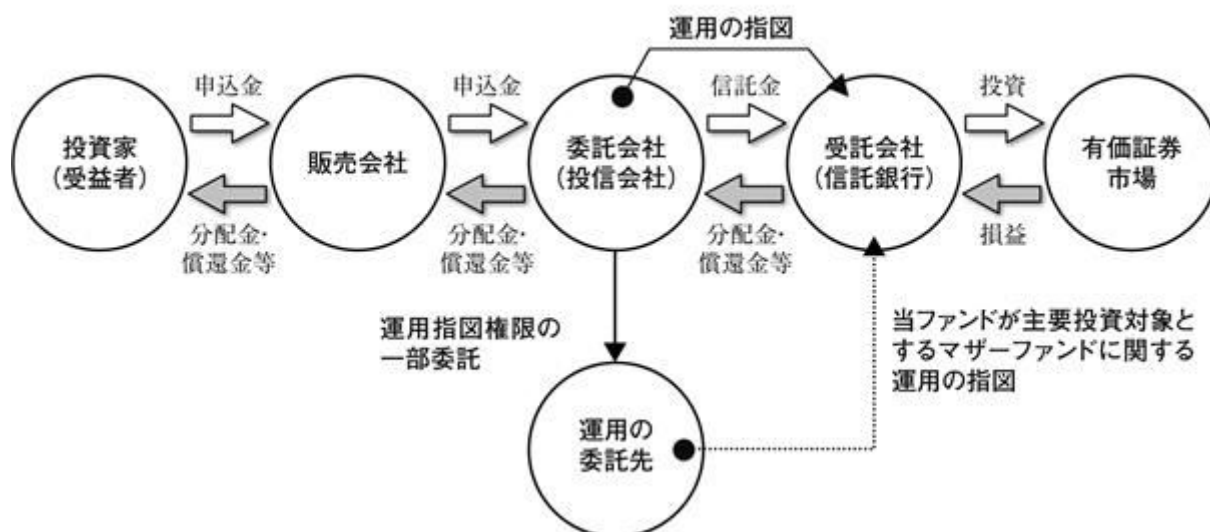 運用の指図
申込金
申込金
信託金
投資
投資家
(受益者)
販売会社
委託会社
(投信会社)
受託会社
(信託銀行)
有価証券
市場
分配金・
償還金等
分配金・
償還金等
分配金・
償還金等
損益
運用指図権限の
一部委託
当ファンドが主要投資対象と
するマザーファンドに関する
運用の指図
運用の
委託先